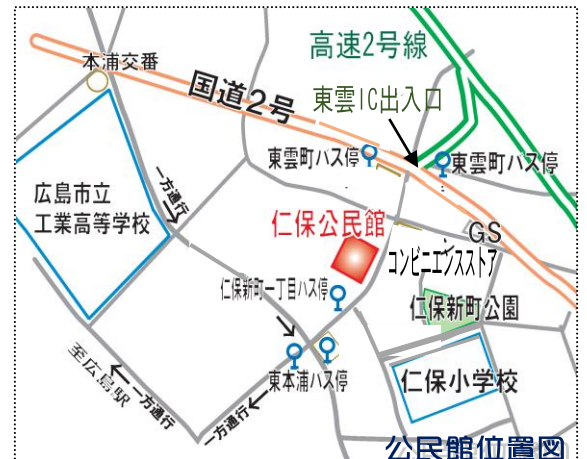 高速2号線
本浦交番
国道2号
東雲IC出入口
東雲町バス停
東雲町バス停
広島市立
工業高等学校
一方通行
仁保公民館
GS
コンビニエンスストア
仁保新町一丁目バス停
仁保新町公園
至広島駅
一方通行
一方通行
東本浦バス停
仁保小学校
公民館位置図